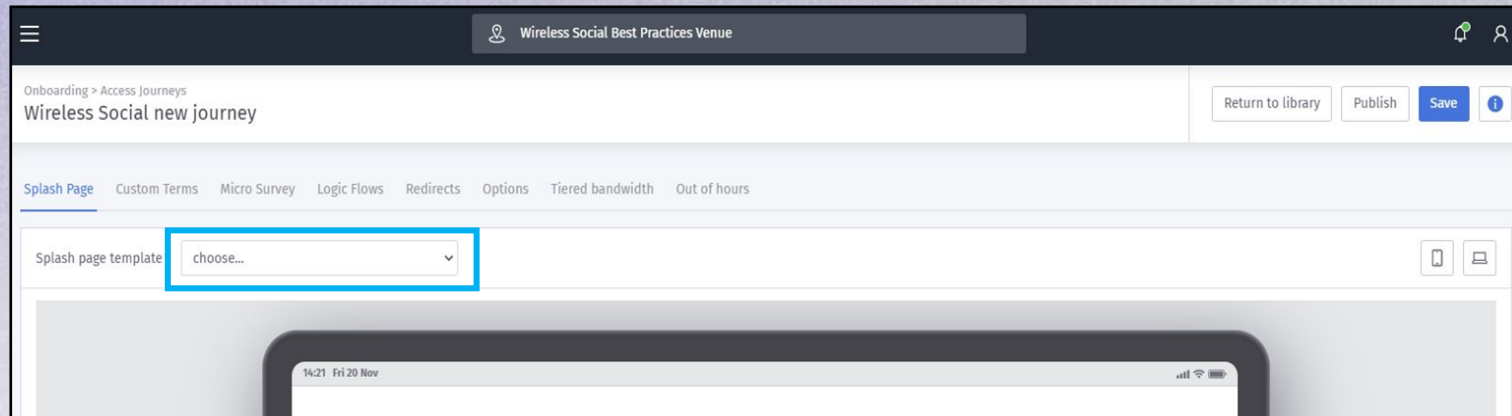 Wireless Social Best Practices Venue
Onboarding > Access Journeys
Wireless Social new journey
Return to library
Publish
Save
Splash Page
Custom Terms
Micro Survey
Logic Flows
Redirects
Options
Tiered bandwidth
Out of hours
Splash page template
choose...
14:21 Fri 20 Nov